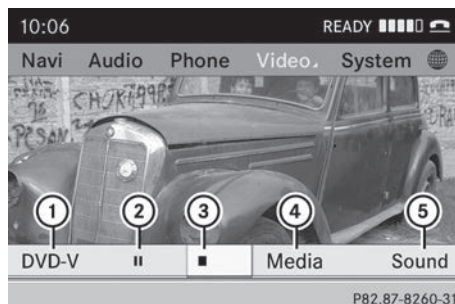 10:06 READY
Navi Audio Phone Video System
1 2 3 4 5
DVD-V Media Sound
P82.87-8260-31